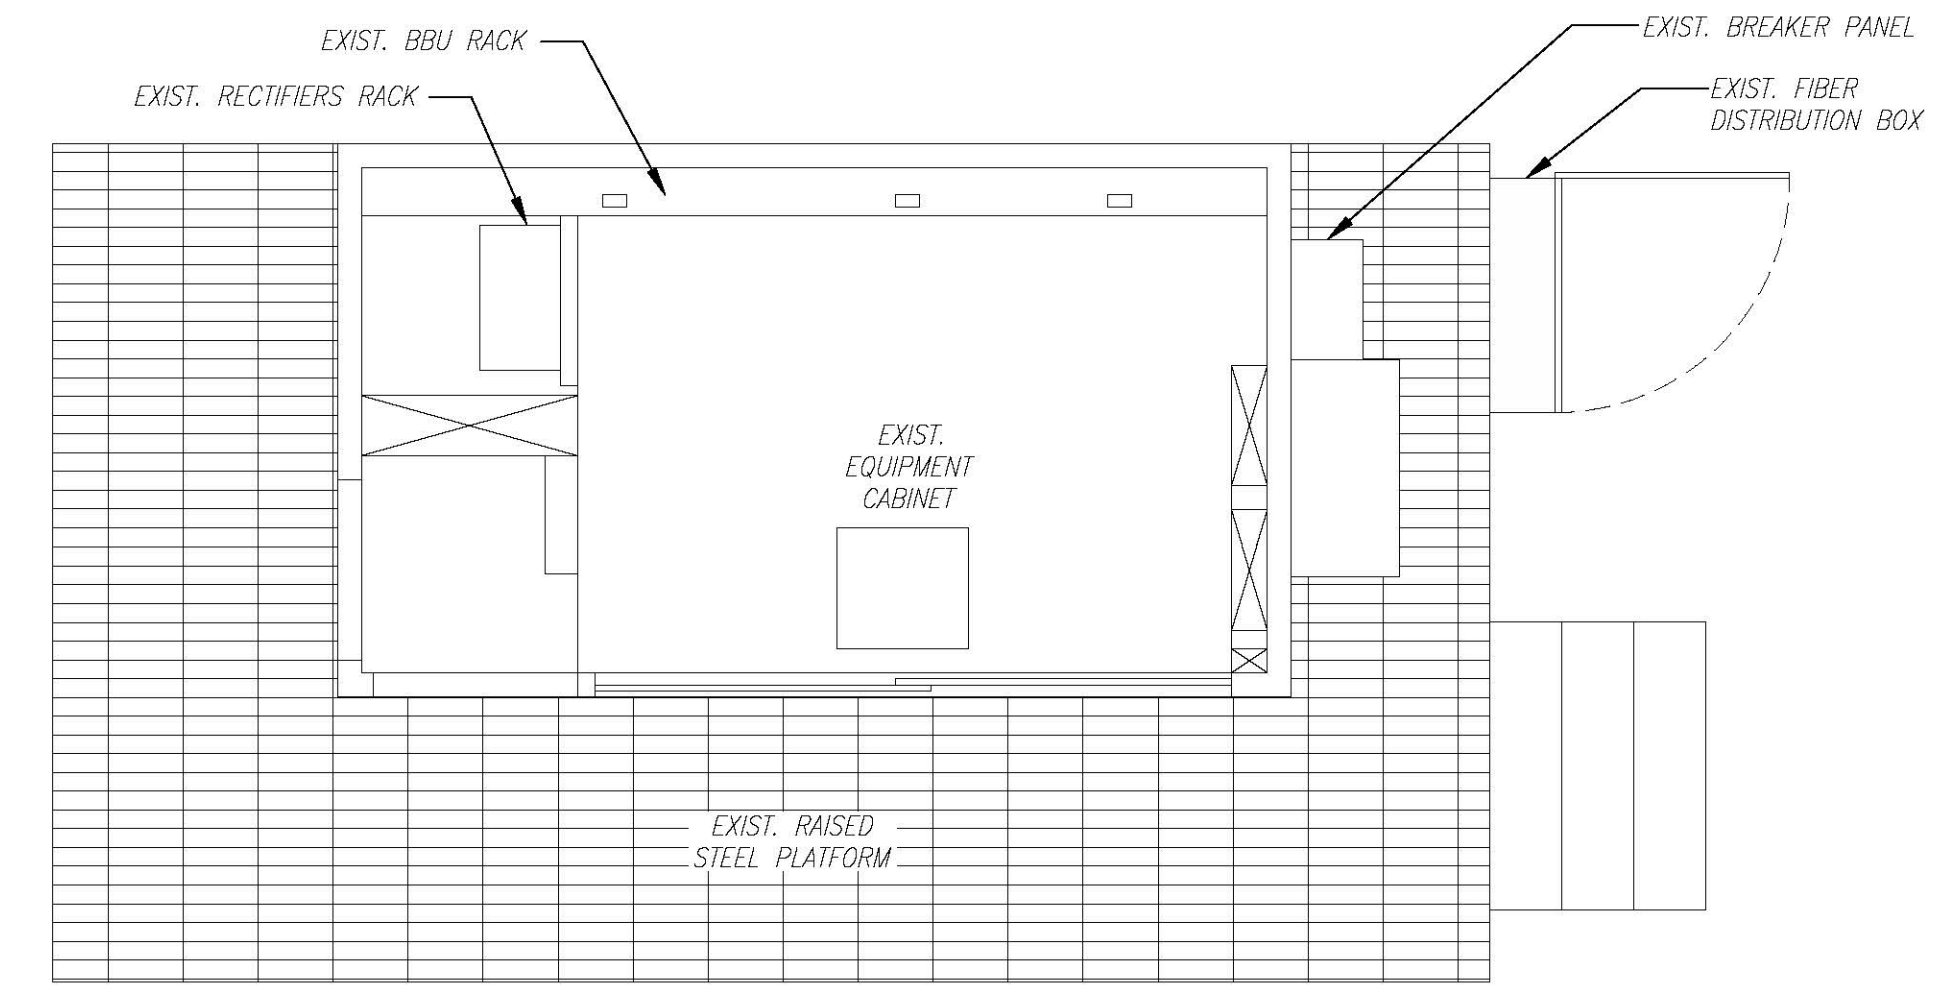 EXIST. BBU RACK
EXIST. RECTIFIERS RACK
EXIST. BREAKER PANEL
EXIST. FIBER
DISTRIBUTION BOX
EXIST.
EQUIPMENT
CABINET
EXIST. RAISED
STEEL PLATFORM